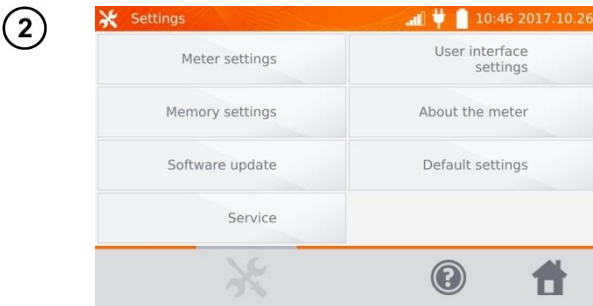 2
Settings
10:46 2017.10.26
Meter settings
User interface
settings
Memory settings
About the meter
Software update
Default settings
Service
?